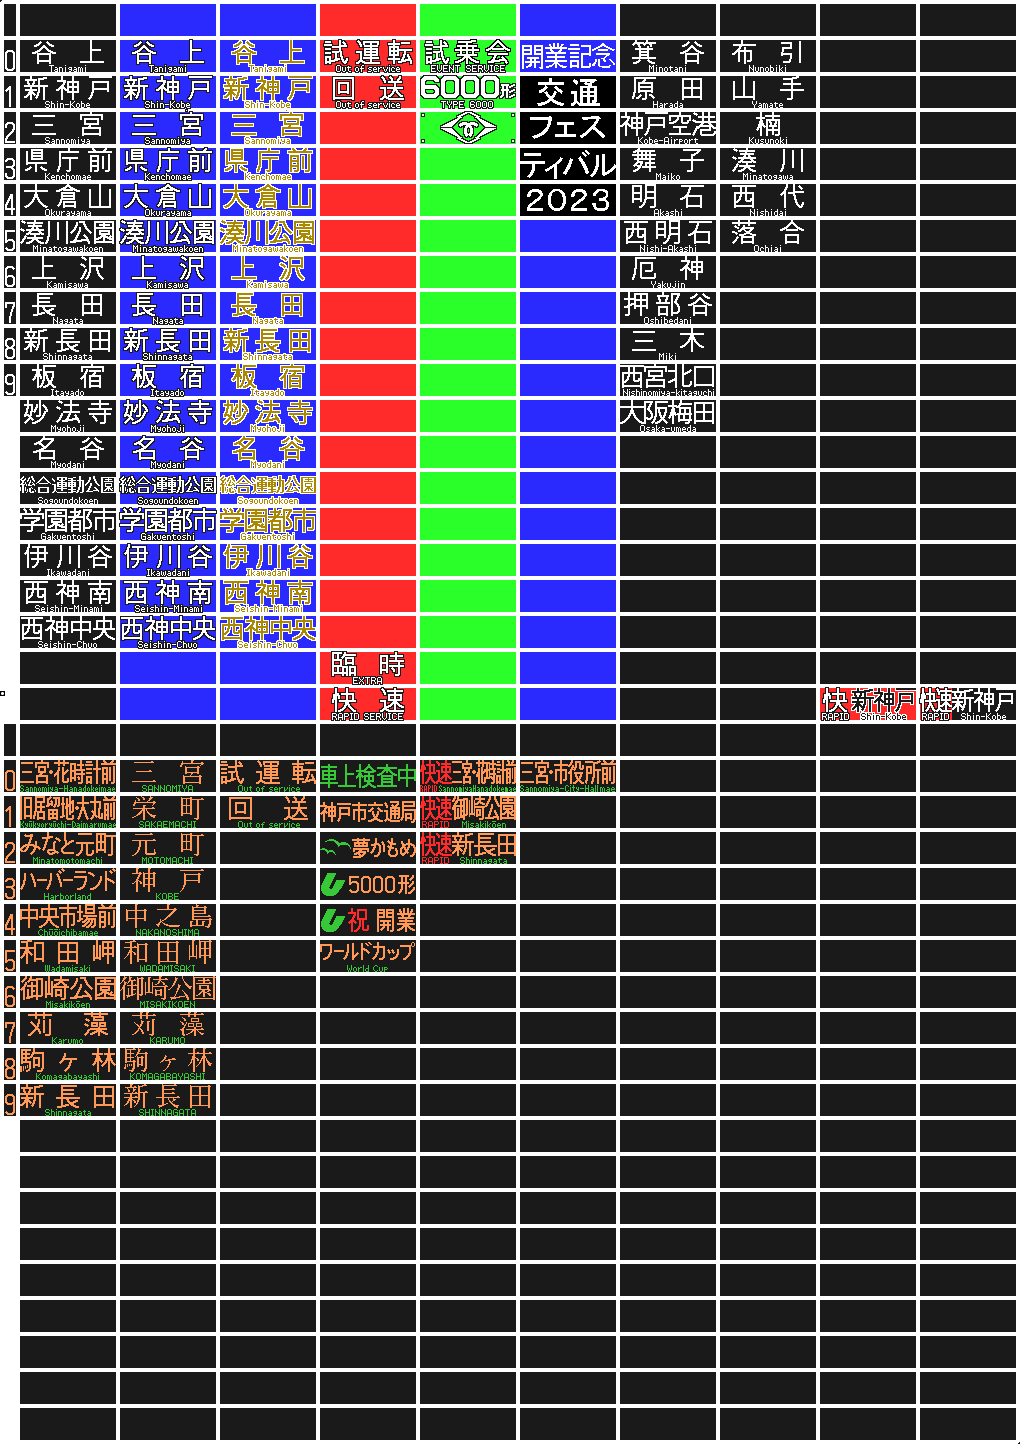 0 谷上 谷上 谷上 試運転 試乗会 開業記念 箕谷 布引
Tanigami Tanigami Tanigami Out of service EVENT SERVICE Minotani Nunobiki
1 新神戸 新神戸 新神戸 回送 6000形 交通 原田 山手
Shin-Kobe Shin-Kobe Shin-Kobe Out of service TYPE 6000 Harada Yamate
2 三宮 三宮 三宮 フェス 神戸空港 楠
Sannomiya Sannomiya Sannomiya Kobe-Airport Kusunoki
3 県庁前 県庁前 県庁前 ティバル 舞子 湊川
Kenchomae Kenchomae Kenchomae Maiko Minatogawa
4 大倉山 大倉山 大倉山 2023 明石 西代
Okurayama Okurayama Okurayama Akashi Nishidai
5 湊川公園 湊川公園 湊川公園 西明石 落合
Minatogawakoen Minatogawakoen Minatogawakoen Nishi-Akashi Ochiai
6 上沢 上沢 上沢 厄神
Kamisawa Kamisawa Kamisawa Yakujin
7 長田 長田 長田 押部谷
Nagata Nagata Nagata Oshibedani
8 新長田 新長田 新長田 三木
Shinnagata Shinnagata Shinnagata Miki
9 板宿 板宿 板宿 西宮北口
Itayado Itayado Itayado Nishinomiya-kitaguchi
妙法寺 妙法寺 妙法寺 大阪梅田
Myohoji Myohoji Myohoji Osaka-umeda
名谷 名谷 名谷
Myodani Myodani Myodani
総合運動公園 総合運動公園 総合運動公園
Sogoundokoen Sogoundokoen Sogoundokoen
学園都市 学園都市 学園都市
Gakuentoshi Gakuentoshi Gakuentoshi
伊川谷 伊川谷 伊川谷
Ikawadani Ikawadani Ikawadani
西神南 西神南 西神南
Seishin-Minami Seishin-Minami Seishin-Minami
西神中央 西神中央 西神中央
Seishin-Chuo Seishin-Chuo Seishin-Chuo
臨時
EXTRA
快速 快速新神戸 快速新神戸
RAPID SERVICE RAPID Shin-Kobe RAPID Shin-Kobe
0 三宮・花時計前 三宮 試運転 車上検査中 快速三宮・花時計前 三宮・市役所前
Sannomiya-Hanadokeimae SANNOMIYA Out of service RAPID SannomiyaHanadokemae Sannomiya-City-Hallmae
1 旧居留地・大丸前 栄町 回送 神戸市交通局 快速御崎公園
Kyūkyoryūchi-Daimarumae SAKAEMACHI Out of service RAPID Misakikōen
2 みなと元町 元町 夢かもめ 快速新長田
Minatomotomachi MOTOMACHI RAPID Shinnagata
3 ハーバーランド 神戸 5000形
Harborland KOBE
4 中央市場前 中之島 祝 開業
Chūōichibamae NAKANOSHIMA
5 和田岬 和田岬 ワールドカップ
Wadamisaki WADAMISAKI World Cup
6 御崎公園 御崎公園
Misakikōen MISAKIKOEN
7 苅藻 苅藻
Karumo KARUMO
8 駒ヶ林 駒ヶ林
Komagabayashi KOMAGABAYASHI
9 新長田 新長田
Shinnagata SHINNAGATA